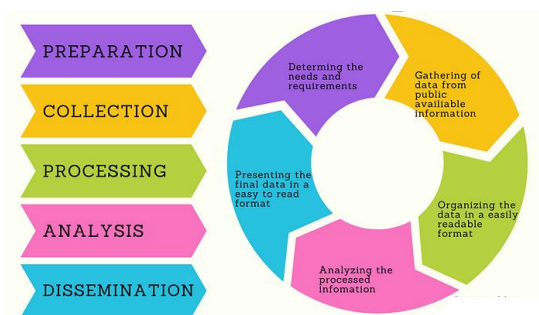 PREPARATION
COLLECTION
PROCESSING
ANALYSIS
DISSEMINATION
Determing the
needs and
requirements
Gathering of
data from
public
availiable
information
Organizing the
data in a easily
readable
format
Analyzing the
processed
infomation
Presenting the
final data in a
easy to read
format